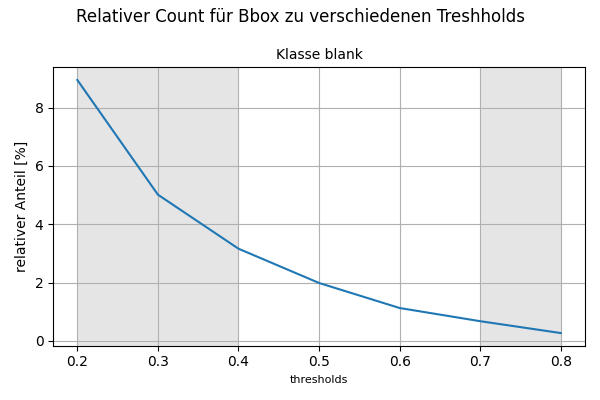 Relativer Count für Bbox zu verschiedenen Treshholds
Klasse blank
relativer Anteil [%]
8
6
4
2
0
0.2 0.3 0.4 0.5 0.6 0.7 0.8
thresholds